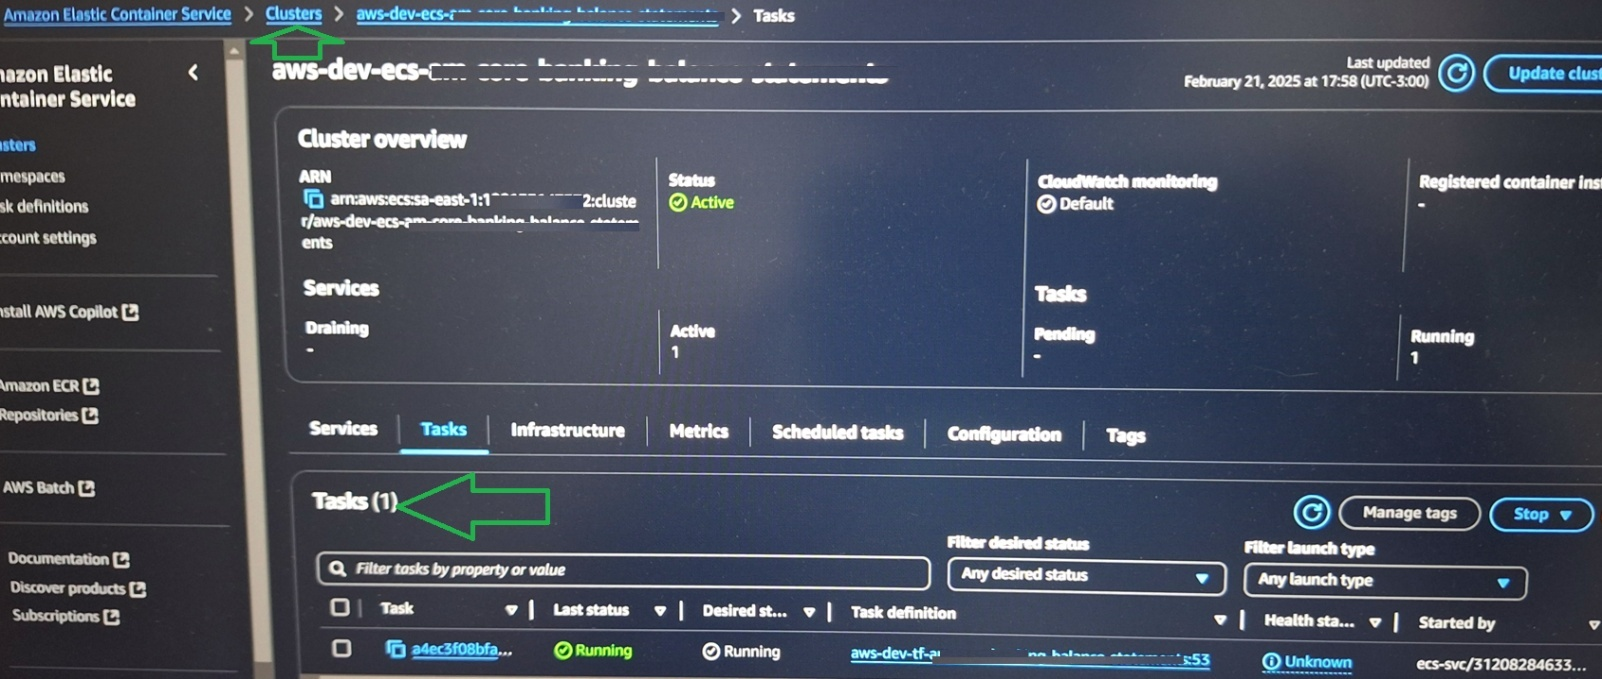 Amazon Elastic Container Service > Clusters > aws-dev-ecs- > Tasks
nazon Elastic
ntainer Service
aws-dev-ecs-
Last updated
February 21, 2025 at 17:58 (UTC-3:00)
Update clust
isters
mespaces
sk definitions
count settings
nstall AWS Copilot
Amazon ECR
Repositories
AWS Batch
Documentation
Discover products
Subscriptions
Cluster overview
ARN
arn:aws:ecs:sa-east-1:1 2:cluste
r/aws-dev-ecs-
ents
Status
Active
CloudWatch monitoring
Default
Registered container ins
-
Services
Tasks
Draining
-
Active
1
Pending
-
Running
1
Services Tasks Infrastructure Metrics Scheduled tasks Configuration Tags
Tasks (1)
Manage tags
Stop
Filter desired status
Filter launch type
Filter tasks by property or value
Any desired status
Any launch type
Task Last status Desired st... Task definition Health sta... Started by
a4ec3f08bfa... Running Running aws-dev-tf- s:53 Unknown ecs-svc/31208284633...